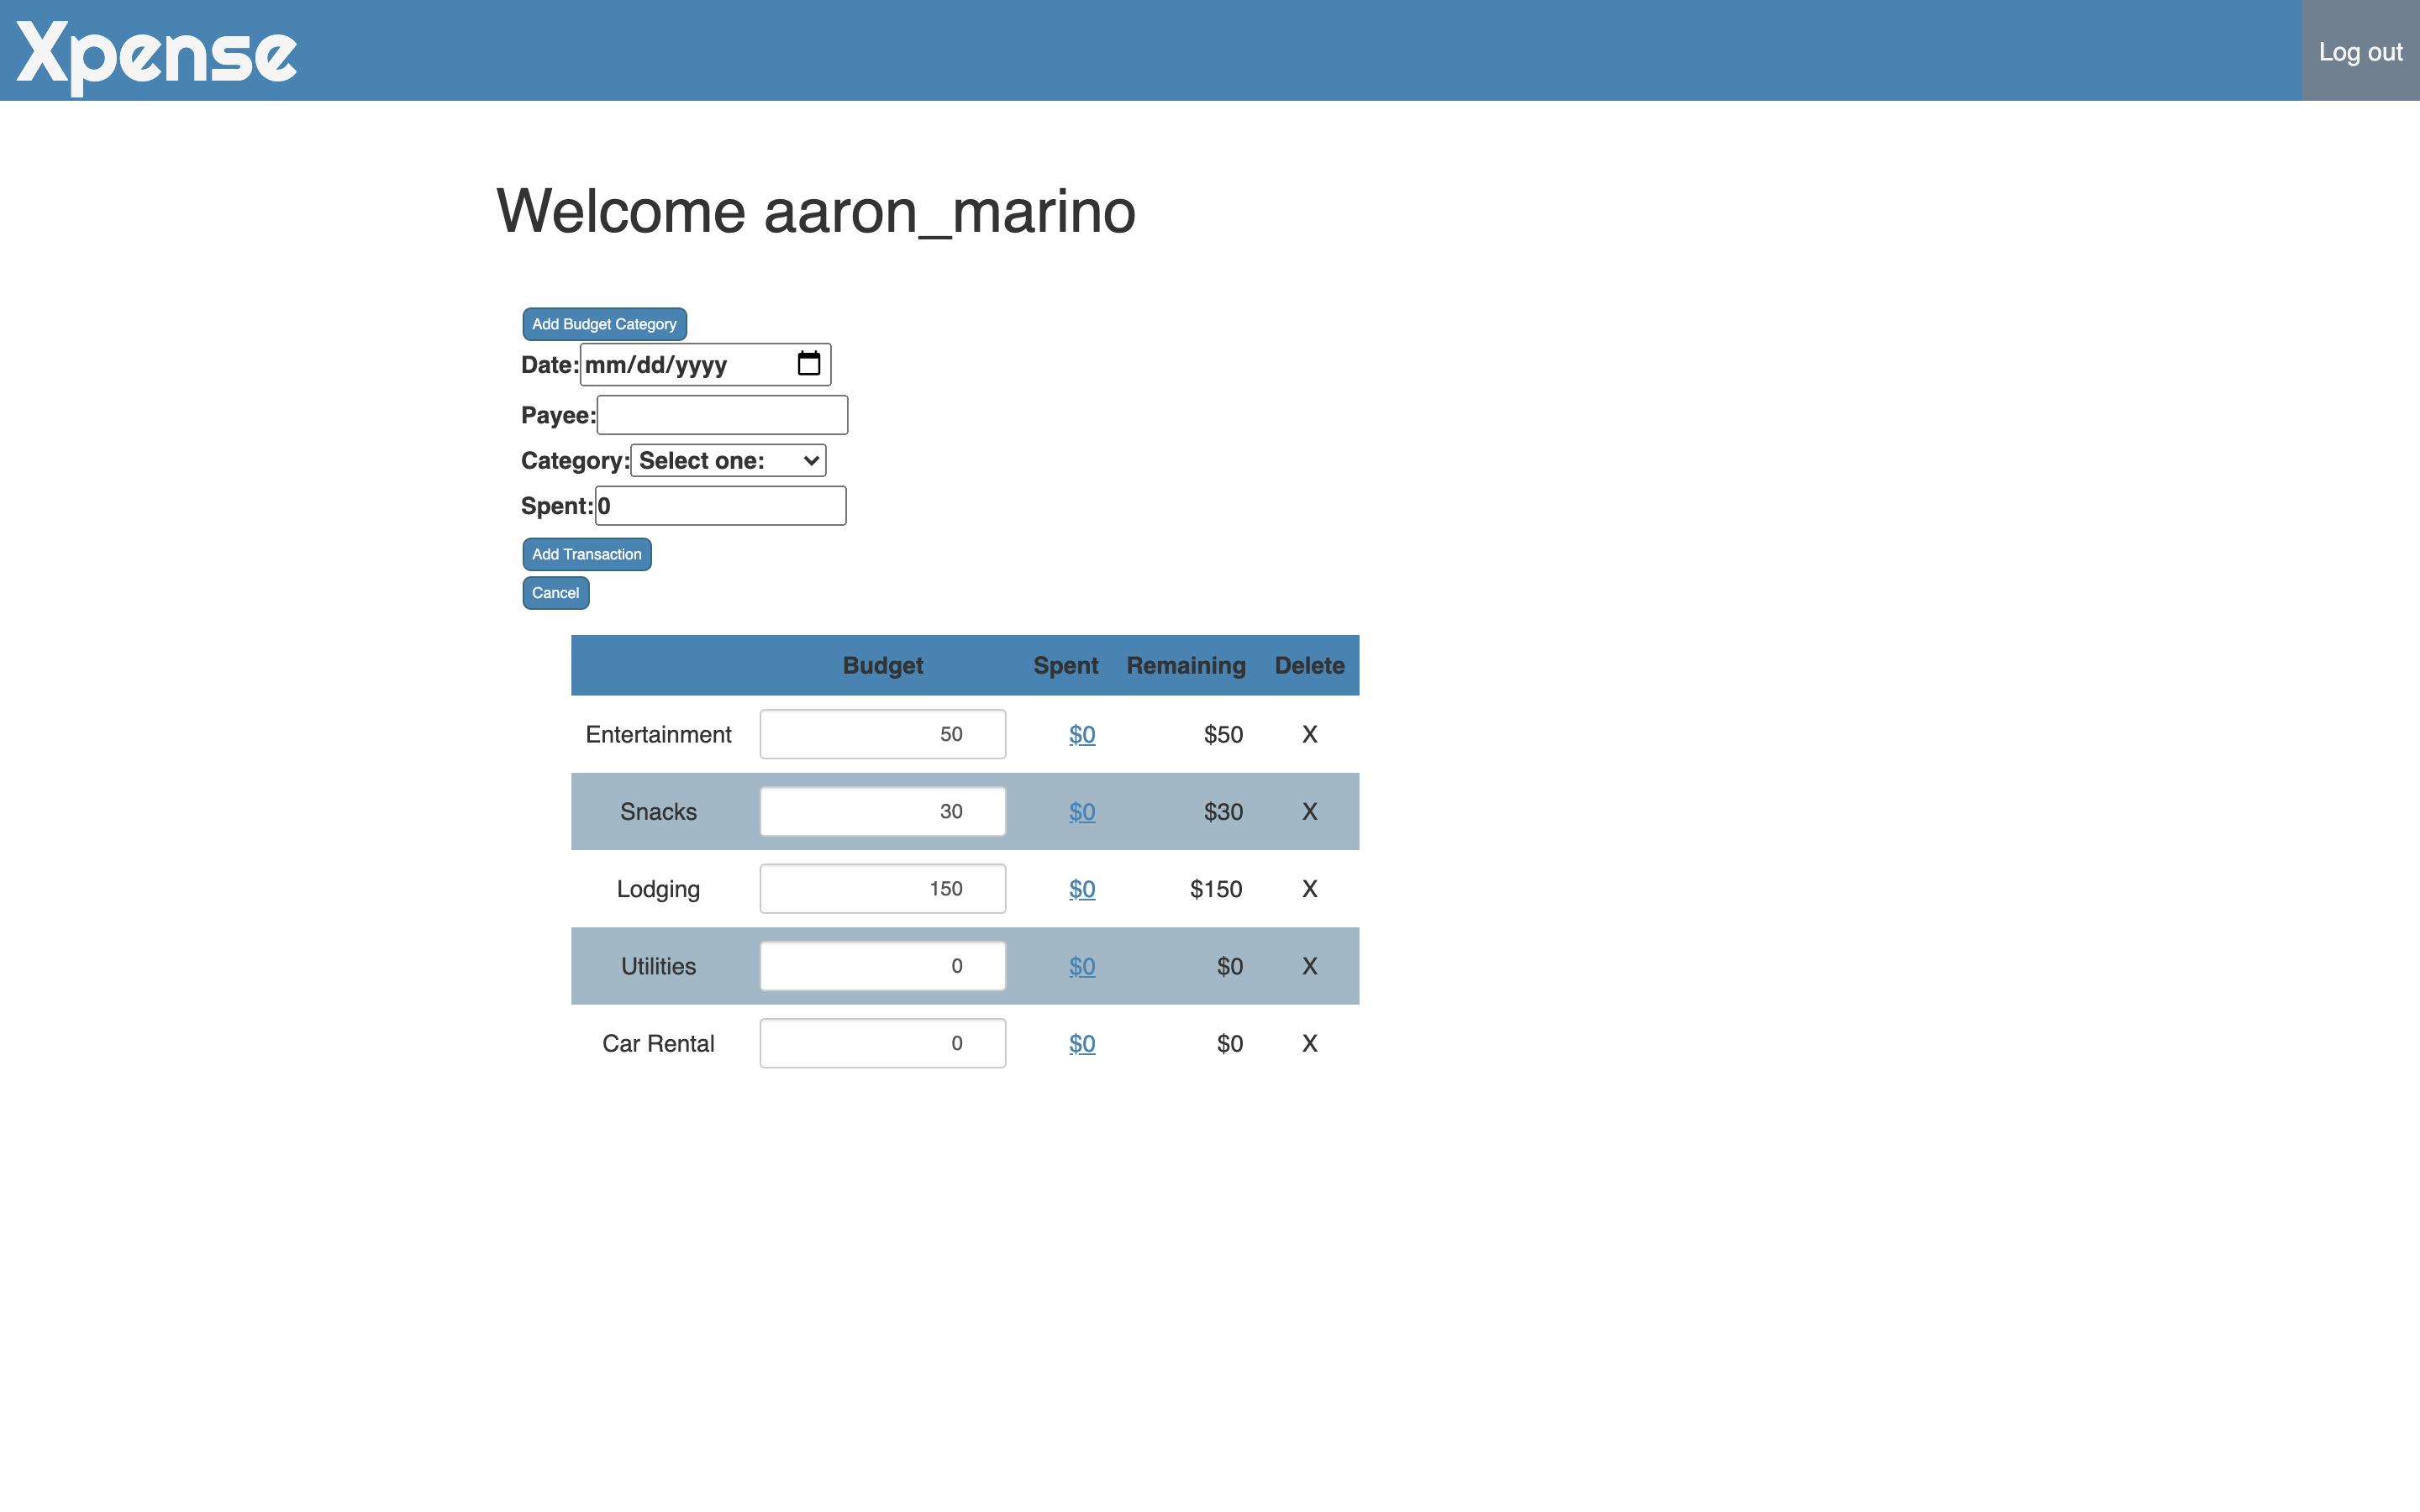 Xpense
Log out
Welcome aaron_marino
Add Budget Category
Date: mm/dd/yyyy
Payee:
Category: Select one:
Spent: 0
Add Transaction
Cancel
Budget Spent Remaining Delete
Entertainment 50 $0 $50 X
Snacks 30 $0 $30 X
Lodging 150 $0 $150 X
Utilities 0 $0 $0 X
Car Rental 0 $0 $0 X